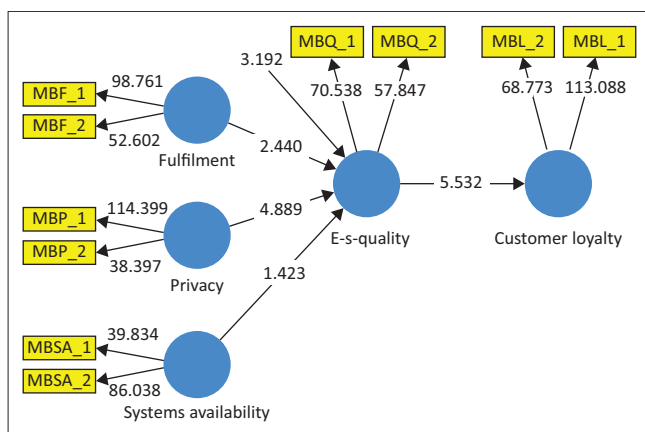 MBQ_1 MBQ_2 MBL_2 MBL_1
3.192
98.761
MBF_1
70.538 57.847 68.773 113.088
MBF_2
52.602
Fulfilment
2.440
114.399
MBP_1
4.889
5.532
MBP_2
38.397
E-s-quality Customer loyalty
Privacy
1.423
39.834
MBSA_1
MBSA_2
86.038
Systems availability